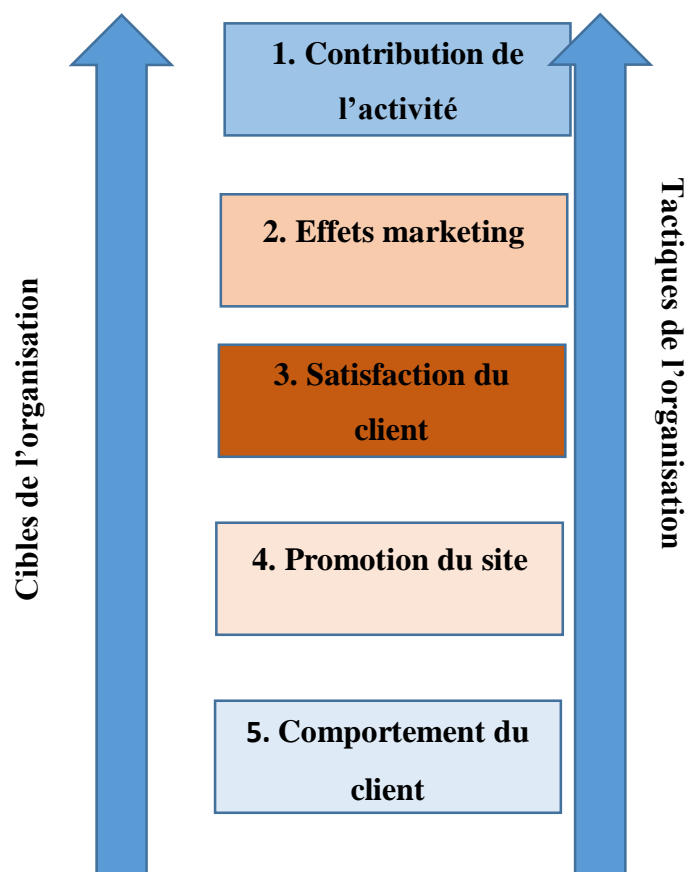 1. Contribution de
l’activité
2. Effets marketing
3. Satisfaction du
client
4. Promotion du site
5. Comportement du
client
Cibles de l’organisation
Tactiques de l’organisation